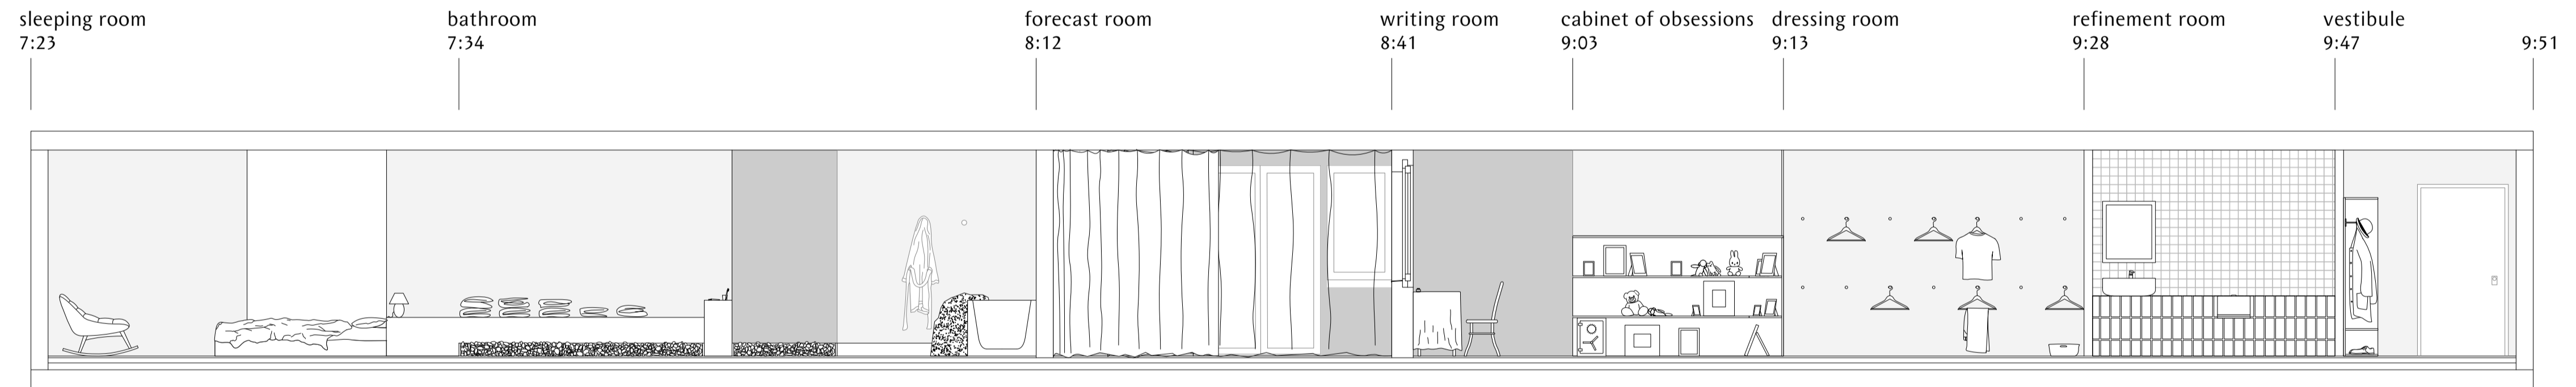 sleeping room
7:23
bathroom
7:34
forecast room
8:12
writing room
8:41
cabinet of obsessions
9:03
dressing room
9:13
refinement room
9:28
vestibule
9:47
9:51